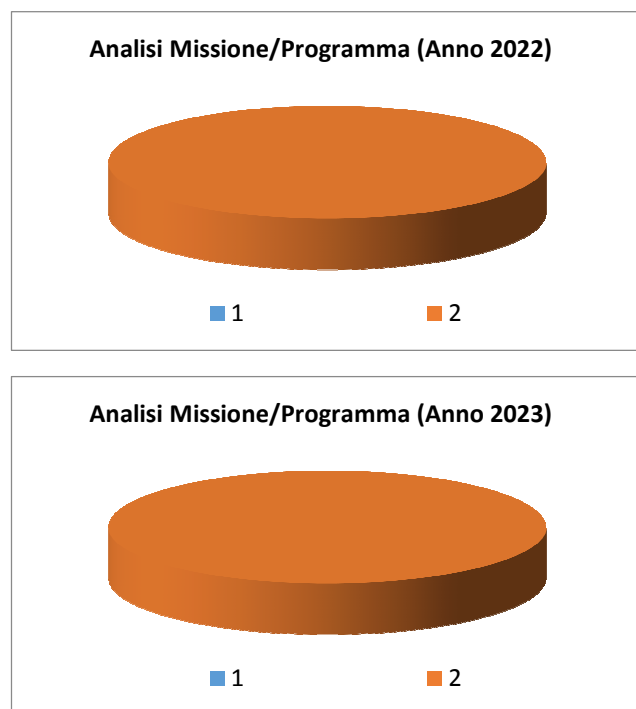 Analisi Missione/Programma (Anno 2022)
1 2
Analisi Missione/Programma (Anno 2023)
1 2